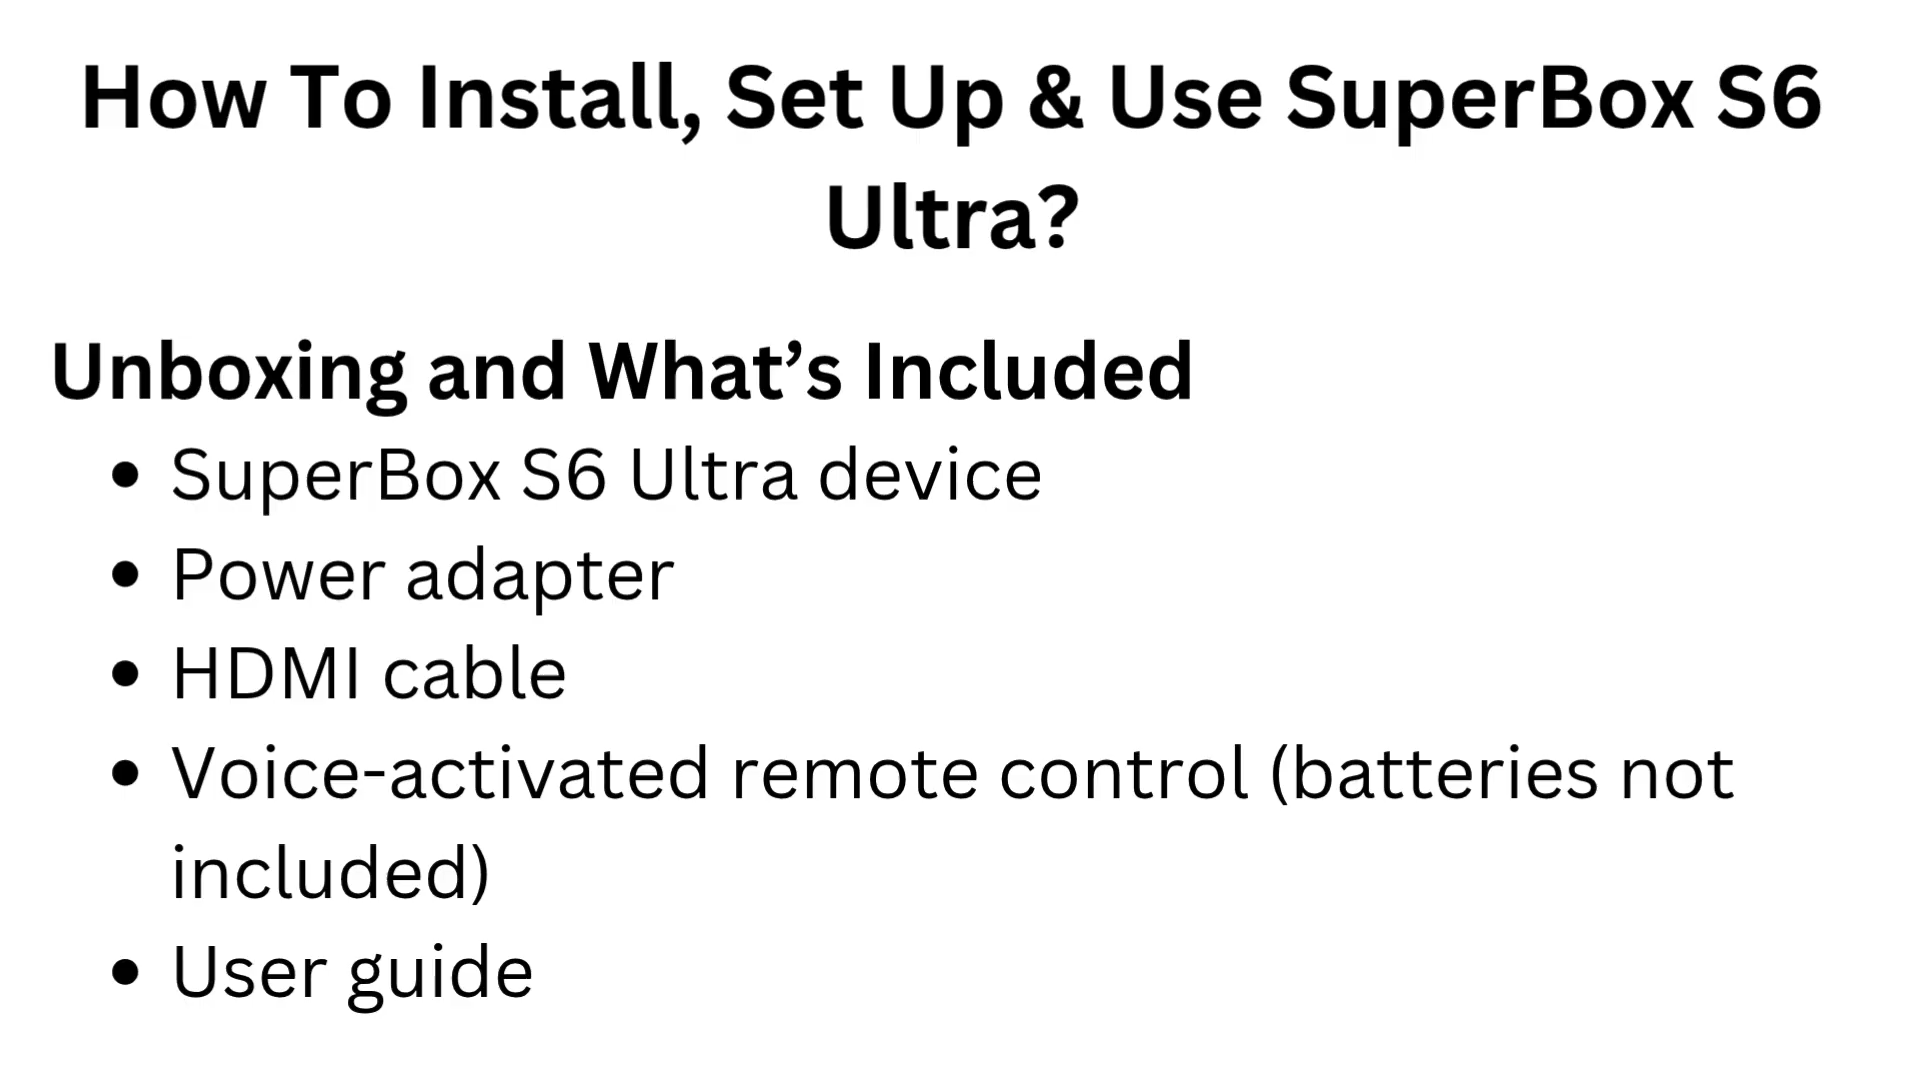 How To Install, Set Up & Use SuperBox S6
Ultra?
Unboxing and What’s Included
• SuperBox S6 Ultra device
• Power adapter
• HDMI cable
• Voice-activated remote control (batteries not
included)
• User guide